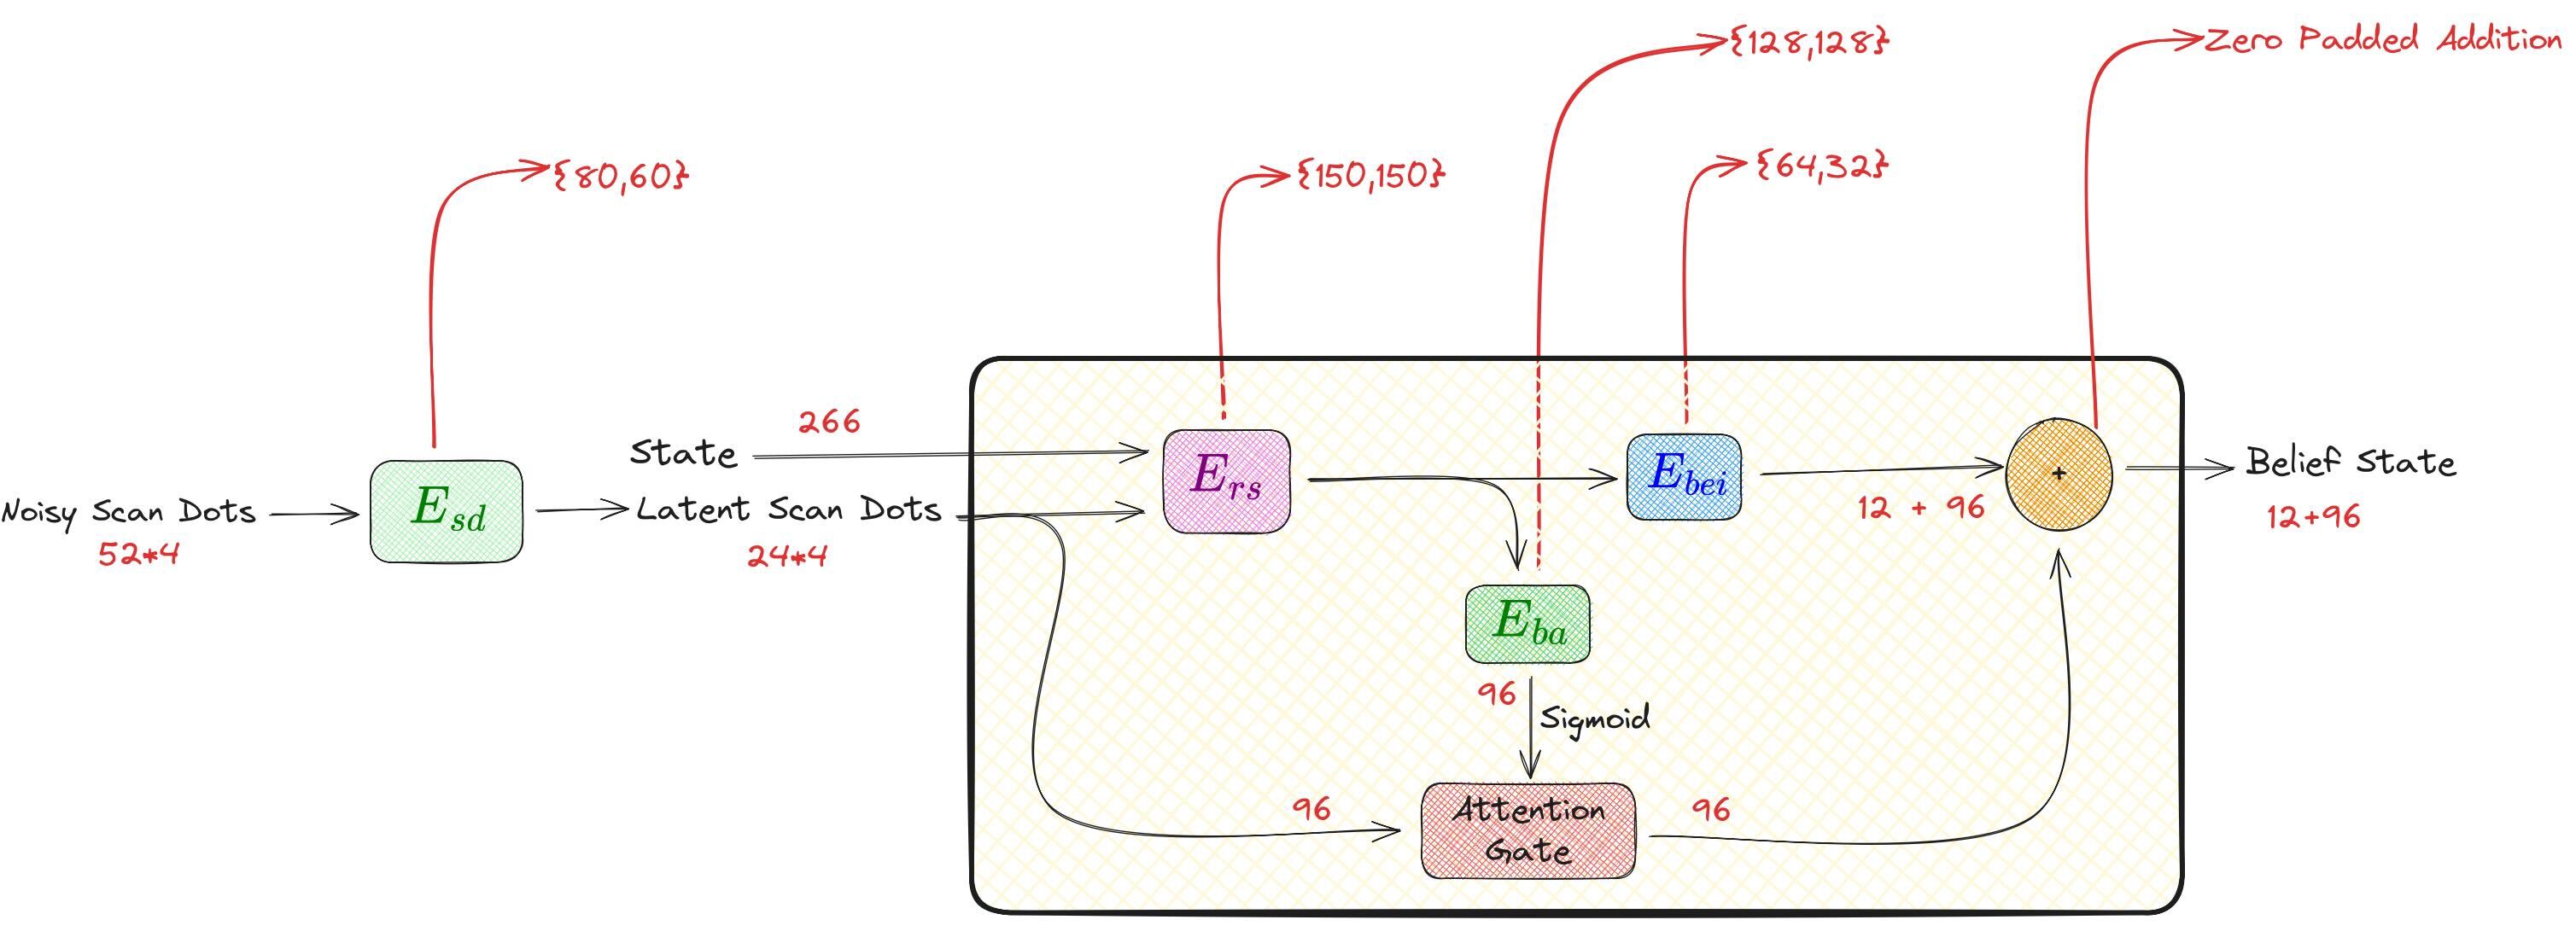 {128,128}
Zero Padded Addition
{80,60}
{150,150}
{64,32}
266
State
E_{rs}
E_{bei}
+
Belief State
12 + 96
12+96
Noisy Scan Dots
52*4
E_{sd}
Latent Scan Dots
24*4
E_{ba}
96
Sigmoid
96
Attention
Gate
96